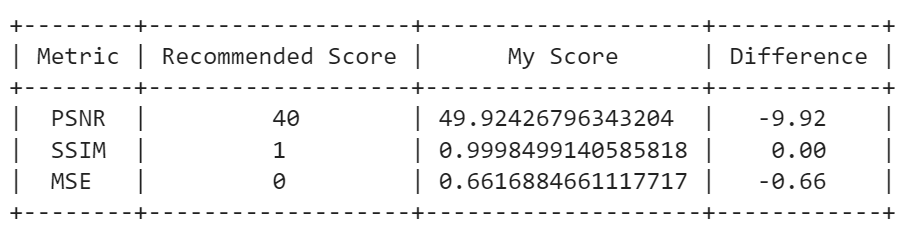 +--------+--------------------+--------------------+------------+
| Metric | Recommended Score | My Score | Difference |
+--------+--------------------+--------------------+------------+
| PSNR | 40 | 49.92426796343204 | -9.92 |
| SSIM | 1 | 0.9998499140585818 | 0.00 |
| MSE | 0 | 0.6616884661117717 | -0.66 |
+--------+--------------------+--------------------+------------+